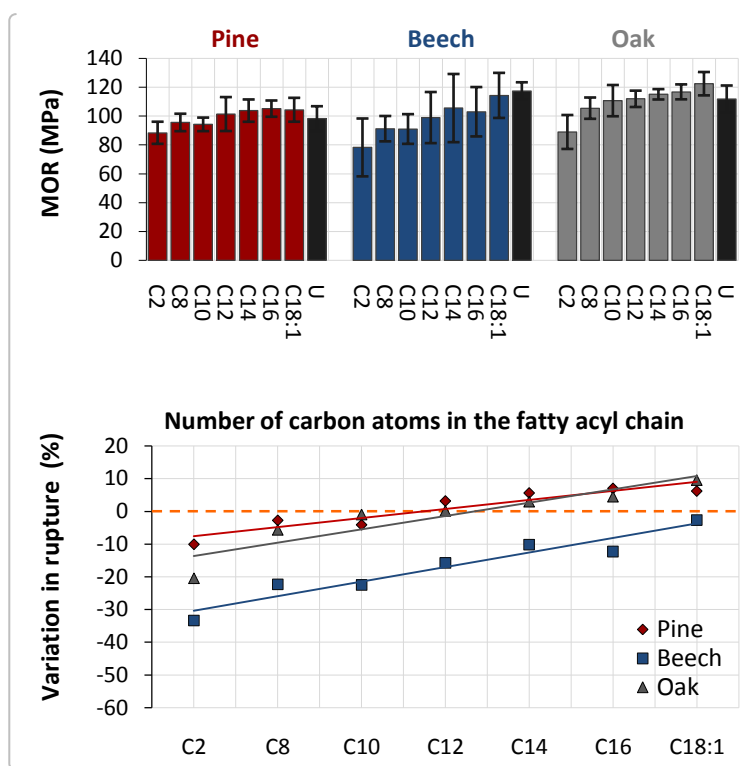 Pine Beech Oak
MOR (MPa)
140
120
100
80
60
40
20
0
C2 C8 C10 C12 C14 C16 C18:1 U C2 C8 C10 C12 C14 C16 C18:1 U C2 C8 C10 C12 C14 C16 C18:1 U
Number of carbon atoms in the fatty acyl chain
Variation in rupture (%)
20
10
0
-10
-20
-30
-40
-50
-60
Pine
Beech
Oak
C2 C8 C10 C12 C14 C16 C18:1